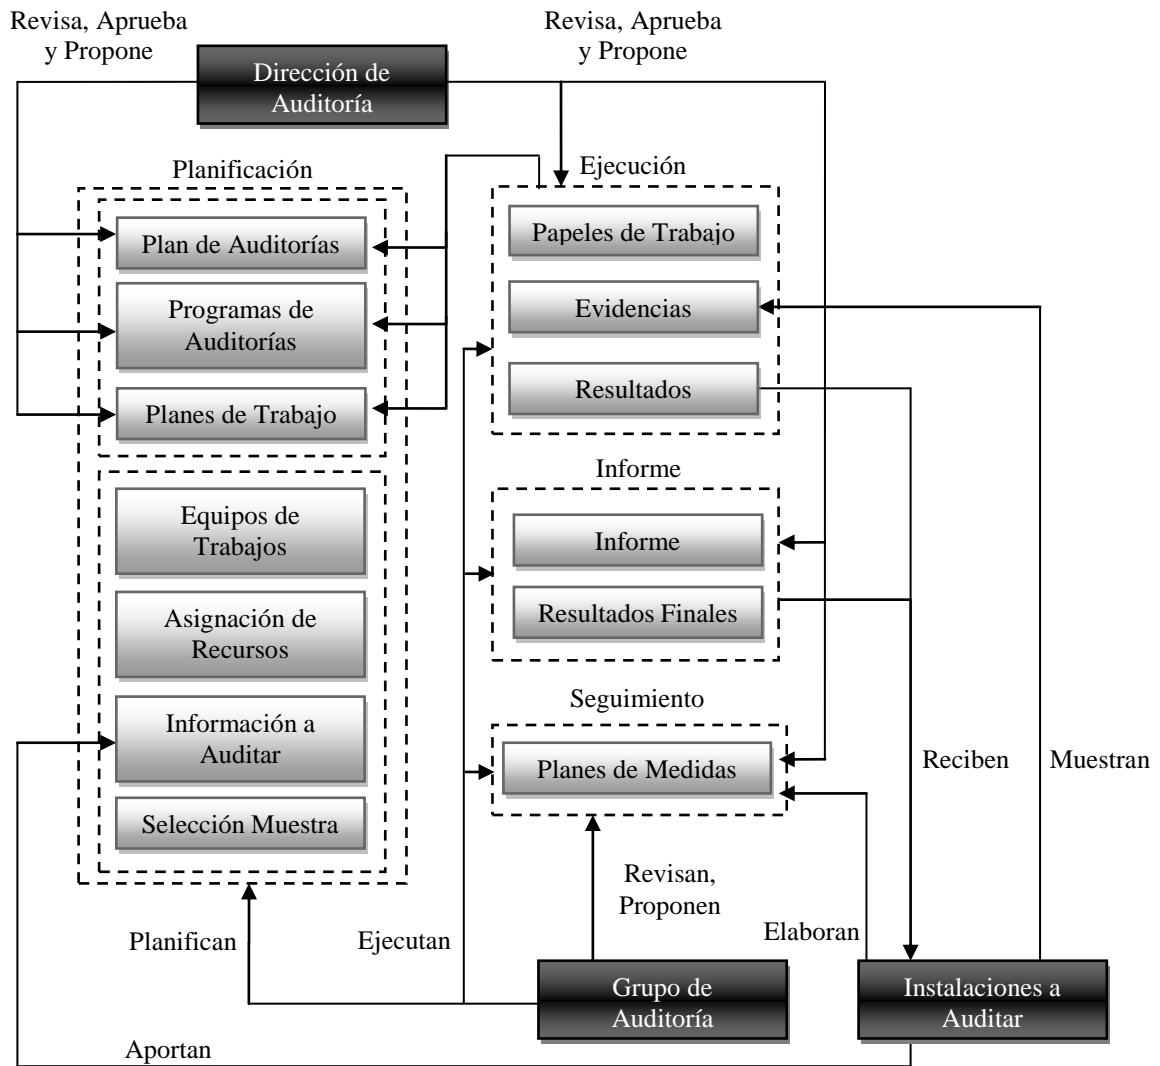 Revisa, Aprueba
y Propone
Revisa, Aprueba
y Propone
Dirección de
Auditoría
Planificación
Ejecución
Plan de Auditorías
Programas de
Auditorías
Planes de Trabajo
Papeles de Trabajo
Evidencias
Resultados
Informe
Equipos de
Trabajos
Asignación de
Recursos
Información a
Auditar
Selección Muestra
Informe
Resultados Finales
Seguimiento
Planes de Medidas
Reciben
Muestran
Revisan,
Proponen
Planifican
Ejecutan
Elaboran
Grupo de
Auditoría
Instalaciones a
Auditar
Aportan